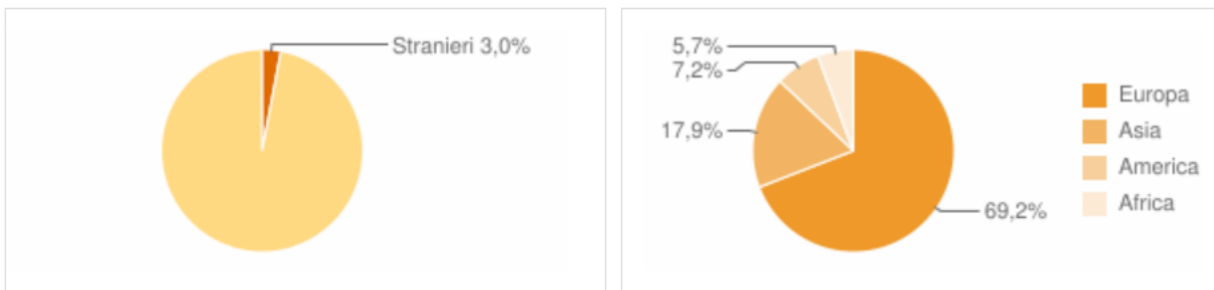 Stranieri 3,0%
5,7%
7,2%
17,9%
69,2%
Europa
Asia
America
Africa